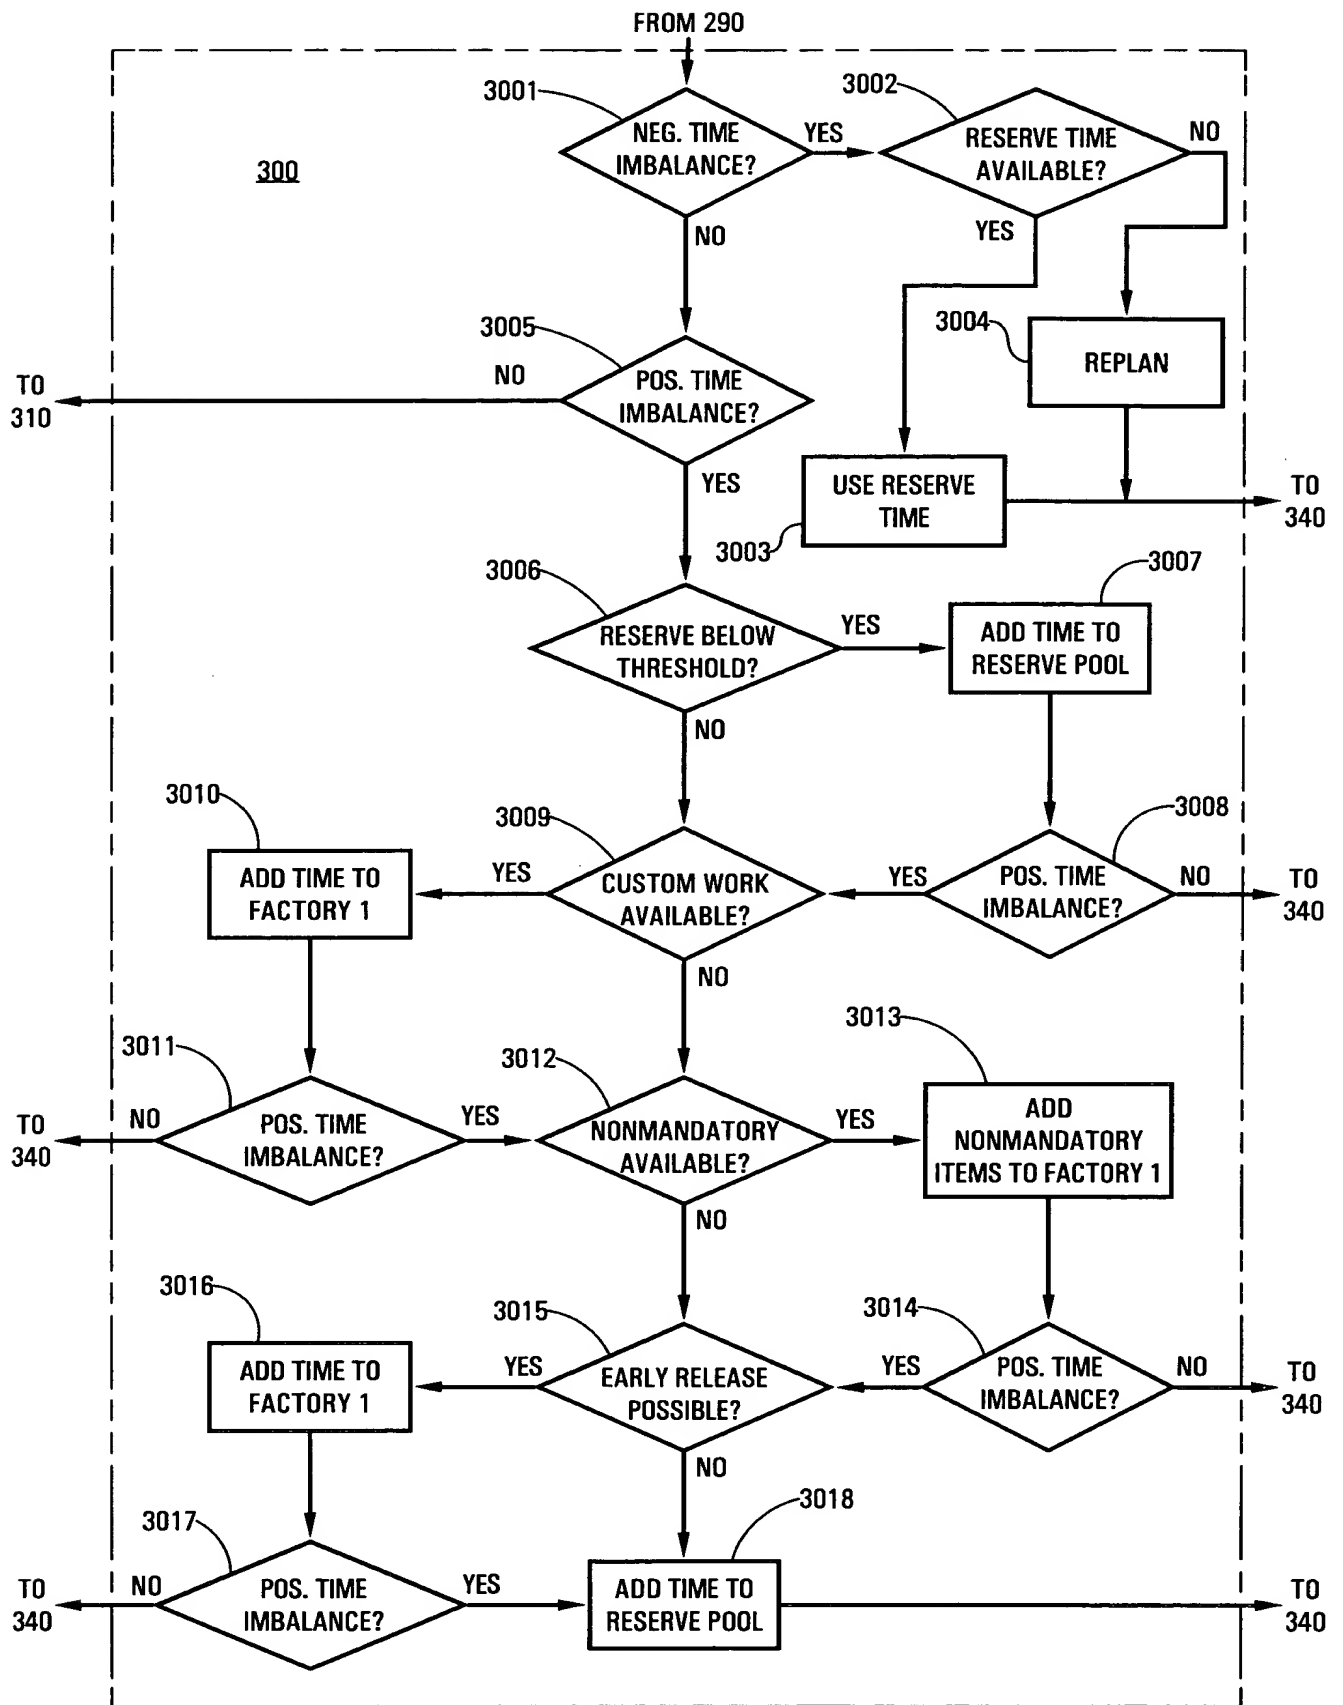 FROM 290
3001
3002
NEG. TIME
IMBALANCE?
YES
RESERVE TIME
AVAILABLE?
NO
300
NO
YES
3005
3004
REPLAN
TO
310
NO
POS. TIME
IMBALANCE?
YES
USE RESERVE
TIME
TO
340
3003
3006
3007
RESERVE BELOW
THRESHOLD?
YES
ADD TIME TO
RESERVE POOL
NO
3010
3009
3008
ADD TIME TO
FACTORY 1
YES
CUSTOM WORK
AVAILABLE?
YES
POS. TIME
IMBALANCE?
NO
TO
340
NO
3011
3012
3013
TO
340
NO
POS. TIME
IMBALANCE?
YES
NONMANDATORY
AVAILABLE?
YES
ADD
NONMANDATORY
ITEMS TO FACTORY 1
NO
3016
3015
3014
ADD TIME TO
FACTORY 1
YES
EARLY RELEASE
POSSIBLE?
YES
POS. TIME
IMBALANCE?
NO
TO
340
NO
3017
3018
TO
340
NO
POS. TIME
IMBALANCE?
YES
ADD TIME TO
RESERVE POOL
TO
340